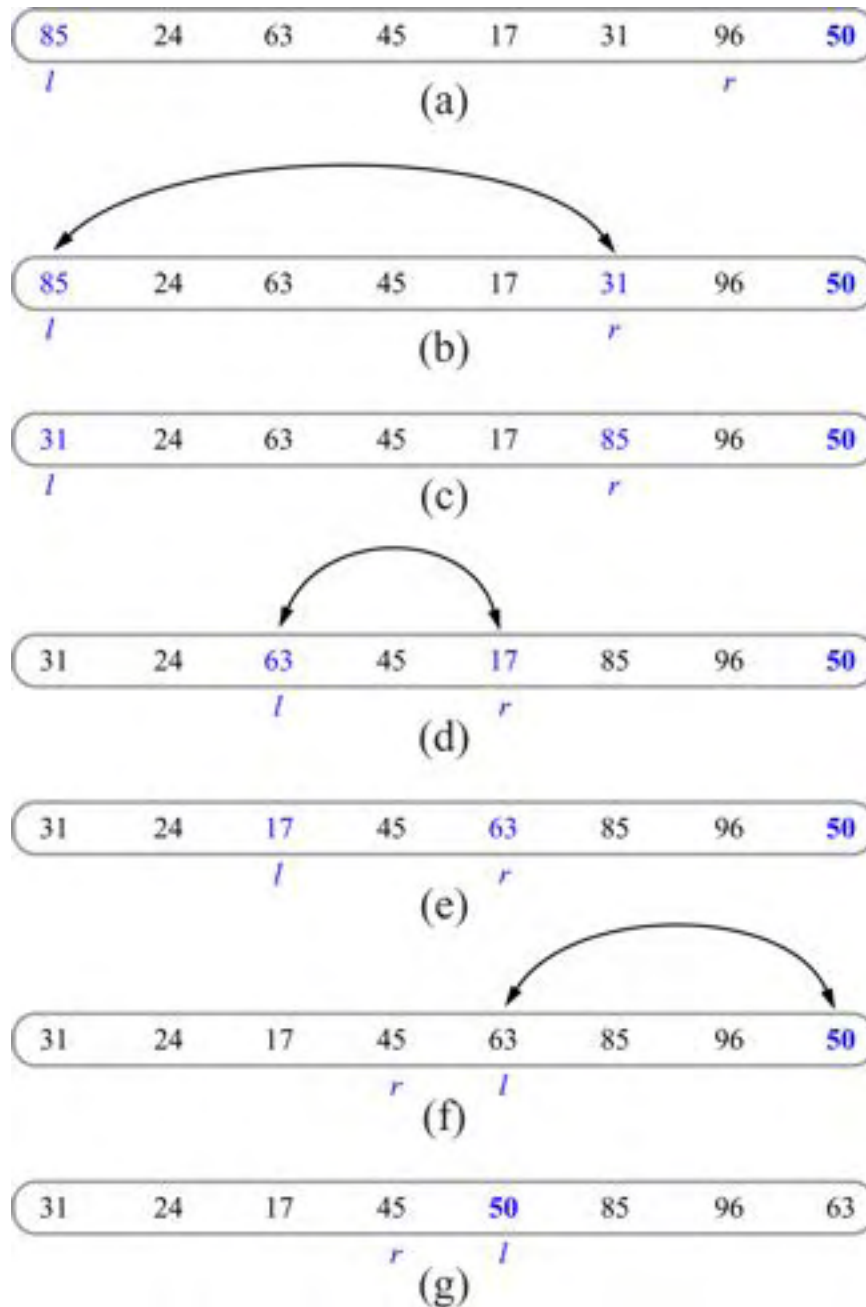 85 24 63 45 17 31 96 50
l r
(a)
85 24 63 45 17 31 96 50
l r
(b)
31 24 63 45 17 85 96 50
l r
(c)
31 24 63 45 17 85 96 50
l r
(d)
31 24 17 45 63 85 96 50
l r
(e)
31 24 17 45 63 85 96 50
r l
(f)
31 24 17 45 50 85 96 63
r l
(g)